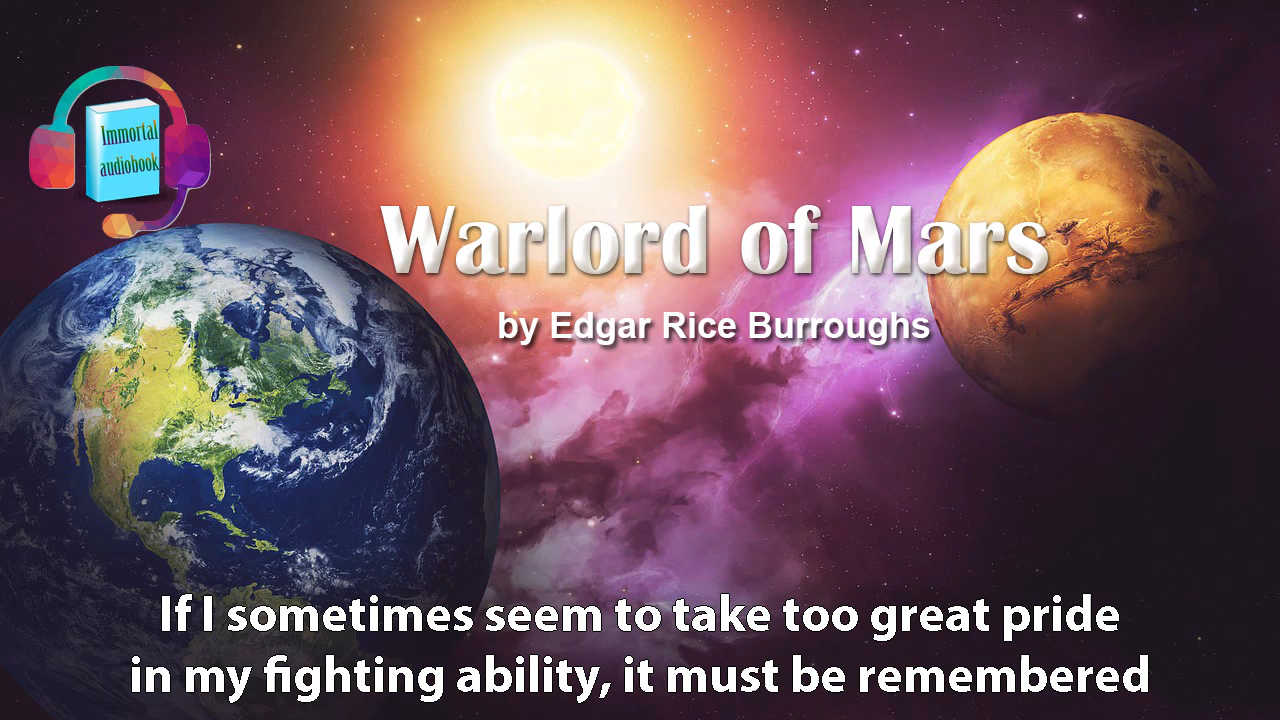 Immortal
audiobook
Warlord of Mars
by Edgar Rice Burroughs
If I sometimes seem to take too great pride
in my fighting ability, it must be remembered